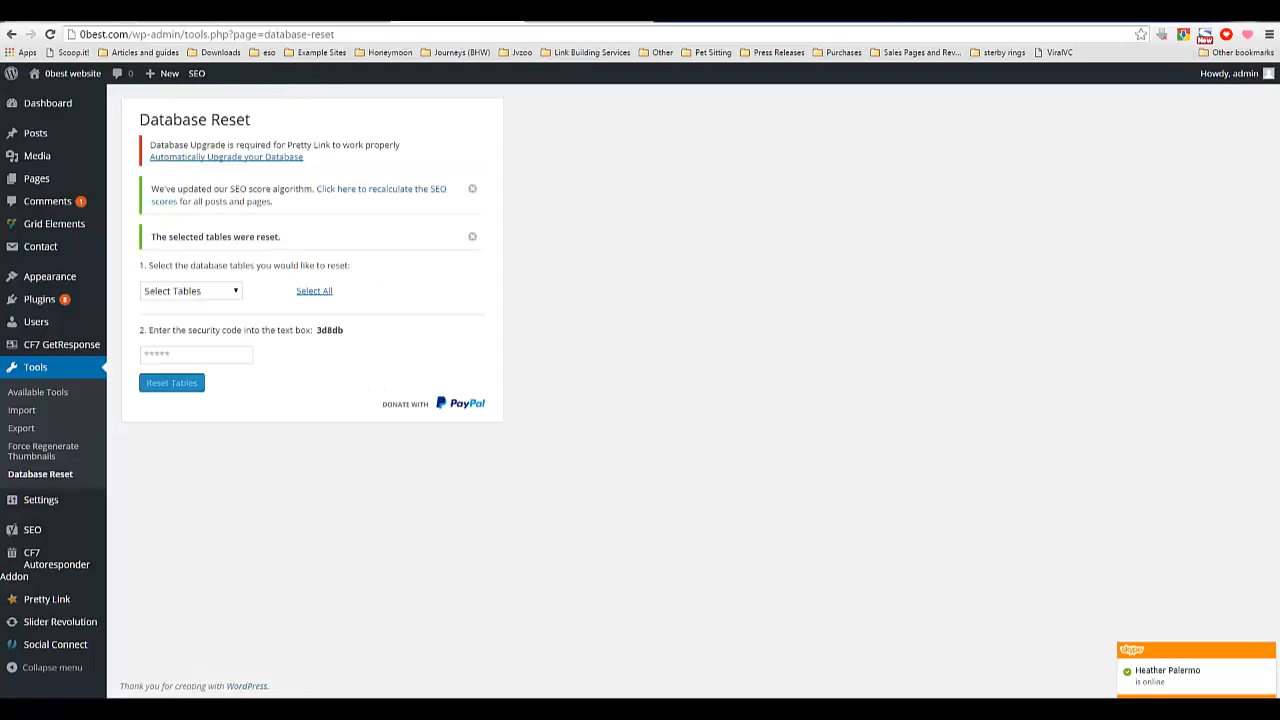 0best.com/wp-admin/tools.php?page=database-reset
Apps Scoop.it! Articles and guides Downloads eso Example Sites Honeymoon Journeys (BHW) Jvzoo Link Building Services Other Pet Sitting Press Releases Purchases Sales Pages and Rev... sterby rings ViralVC Other bookmarks
New
0best website 0 New SEO Howdy, admin
Dashboard
Posts
Media
Pages
Comments 1
Grid Elements
Contact
Appearance
Plugins 8
Users
CF7 GetResponse
Tools
Available Tools
Import
Export
Force Regenerate
Thumbnails
Database Reset
Settings
SEO
CF7
Autoresponder
Addon
Pretty Link
Slider Revolution
Social Connect
Collapse menu
Database Reset
Database Upgrade is required for Pretty Link to work properly
Automatically Upgrade your Database
We've updated our SEO score algorithm. Click here to recalculate the SEO
scores for all posts and pages.
The selected tables were reset.
1. Select the database tables you would like to reset:
Select Tables Select All
2. Enter the security code into the text box: 3d8db
*****
Reset Tables
DONATE WITH PayPal
Thank you for creating with WordPress.
skype
Heather Palermo
is online